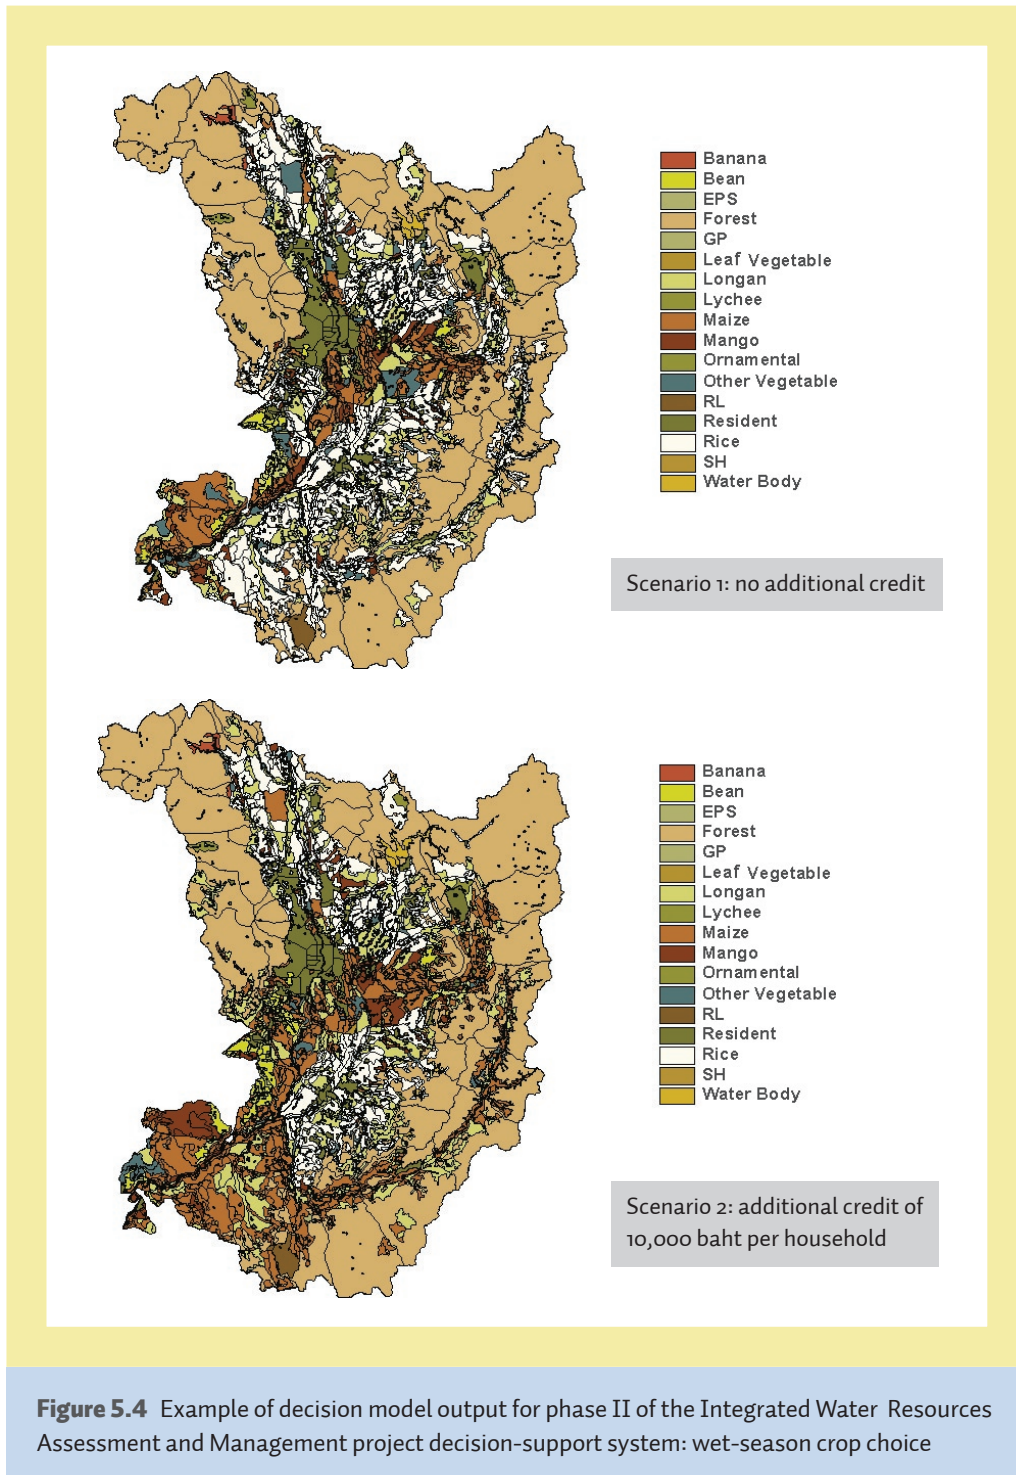 Banana
Bean
EPS
Forest
GP
Leaf Vegetable
Longan
Lychee
Maize
Mango
Ornamental
Other Vegetable
RL
Resident
Rice
SH
Water Body
Scenario 1: no additional credit
Banana
Bean
EPS
Forest
GP
Leaf Vegetable
Longan
Lychee
Maize
Mango
Ornamental
Other Vegetable
RL
Resident
Rice
SH
Water Body
Scenario 2: additional credit of
10,000 baht per household
Figure 5.4 Example of decision model output for phase II of the Integrated Water Resources
Assessment and Management project decision-support system: wet-season crop choice